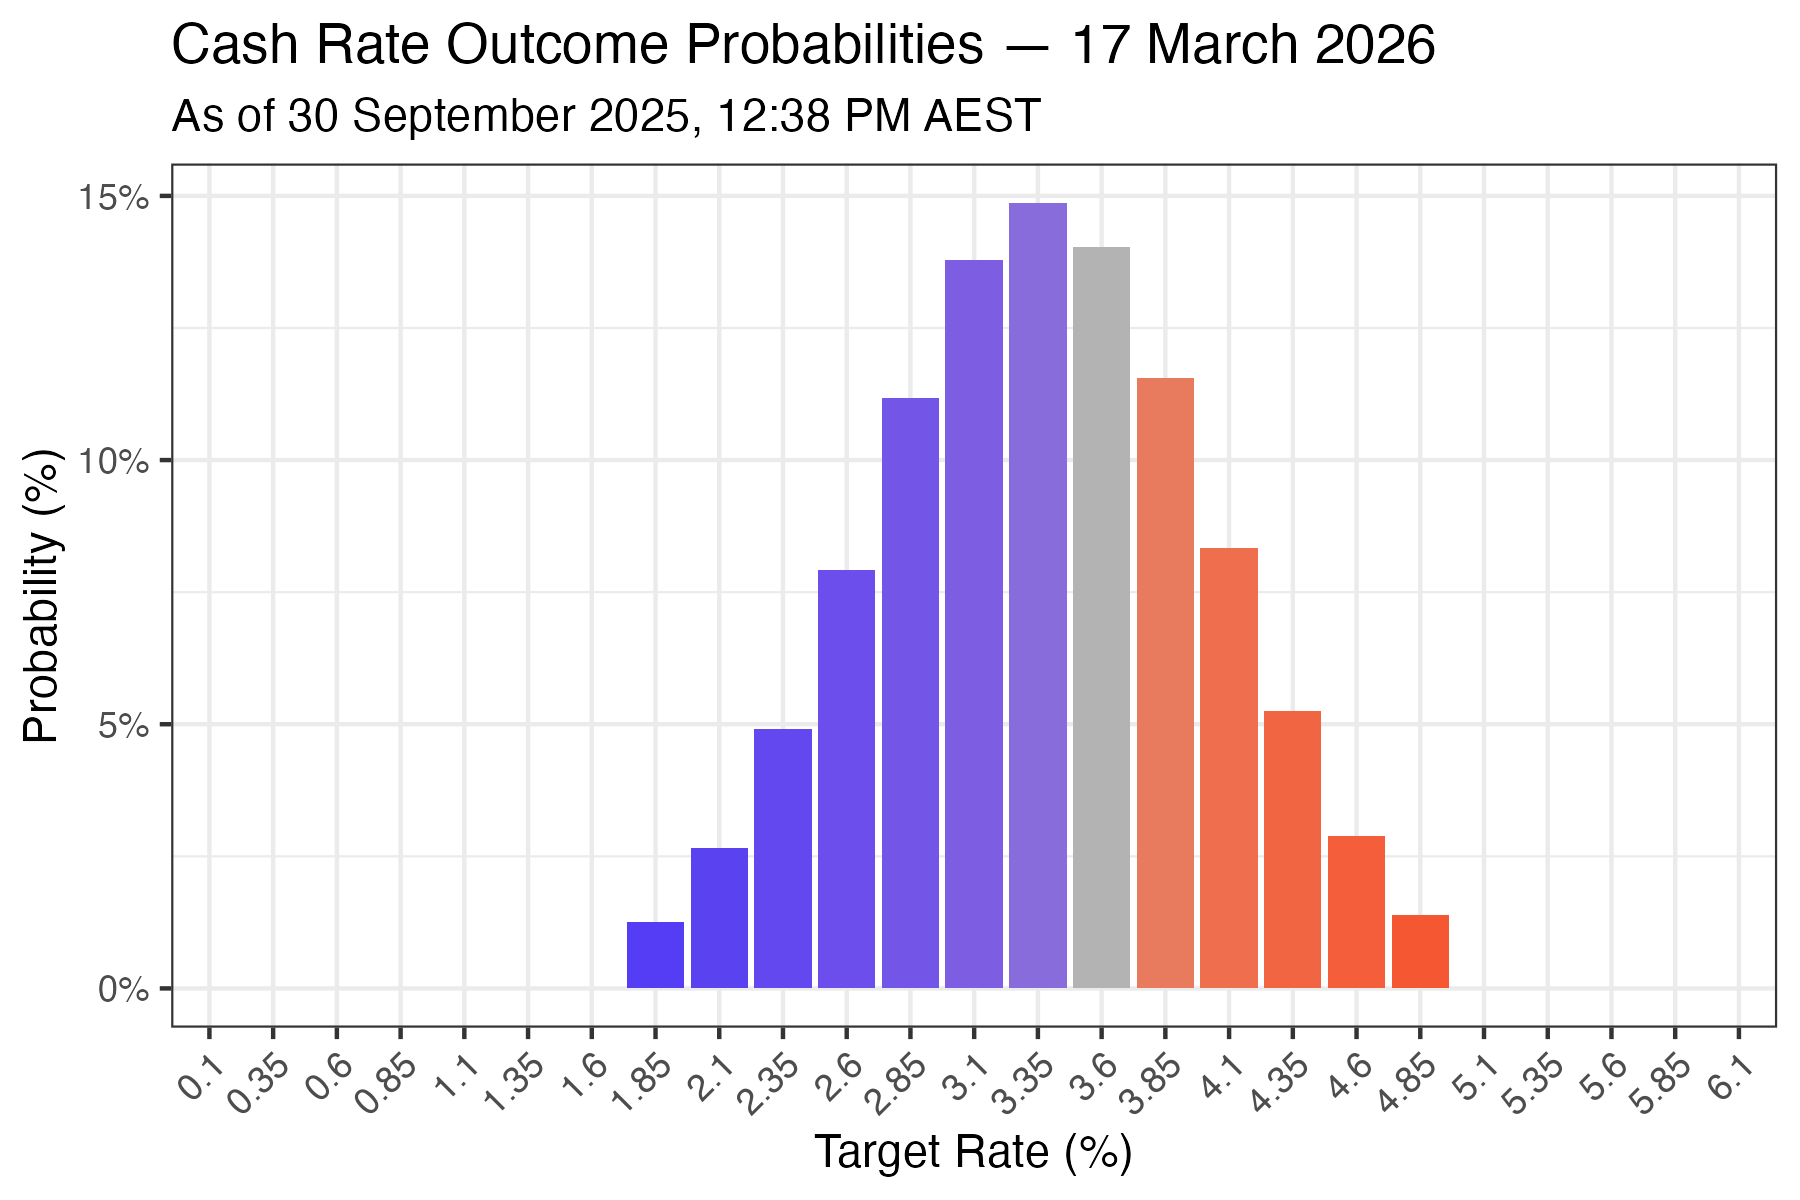 Cash Rate Outcome Probabilities — 17 March 2026
As of 30 September 2025, 12:38 PM AEST
Probability (%)
15%
10%
5%
0%
0.1 0.35 0.6 0.85 1.1 1.35 1.6 1.85 2.1 2.35 2.6 2.85 3.1 3.35 3.6 3.85 4.1 4.35 4.6 4.85 5.1 5.35 5.6 5.85 6.1
Target Rate (%)